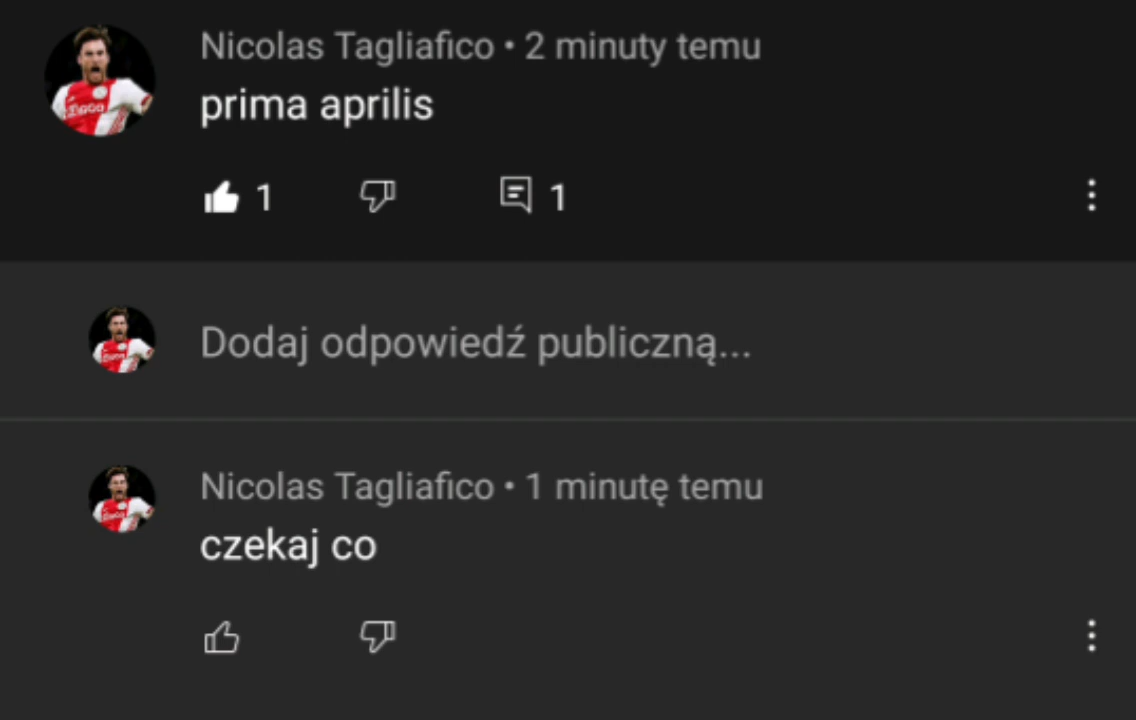 Nicolas Tagliafico • 2 minuty temu
prima aprilis
1 1
Dodaj odpowiedź publiczną...
Nicolas Tagliafico • 1 minutę temu
czekaj co